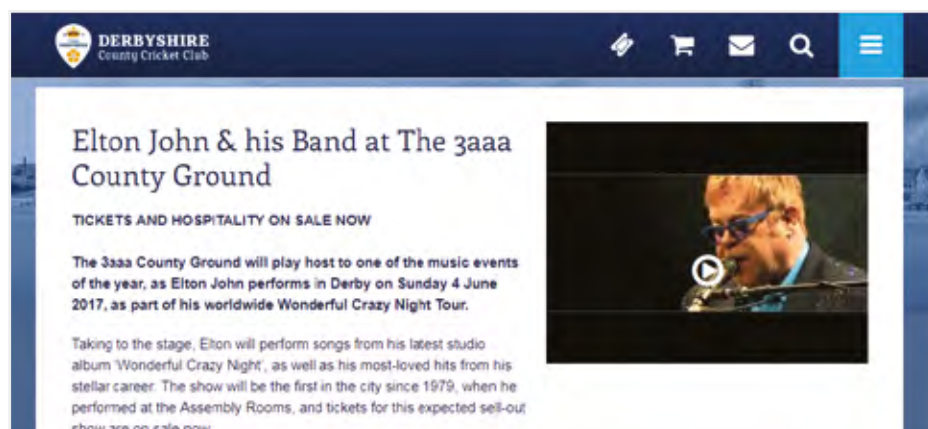 DERBYSHIRE
County Cricket Club
Elton John & his Band at The 3aaa
County Ground
TICKETS AND HOSPITALITY ON SALE NOW
The 3aaa County Ground will play host to one of the music events
of the year, as Elton John performs in Derby on Sunday 4 June
2017, as part of his worldwide Wonderful Crazy Night Tour.
Taking to the stage, Elton will perform songs from his latest studio
album 'Wonderful Crazy Night', as well as his most-loved hits from his
stellar career. The show will be the first in the city since 1979, when he
performed at the Assembly Rooms, and tickets for this expected sell-out
show are on sale now